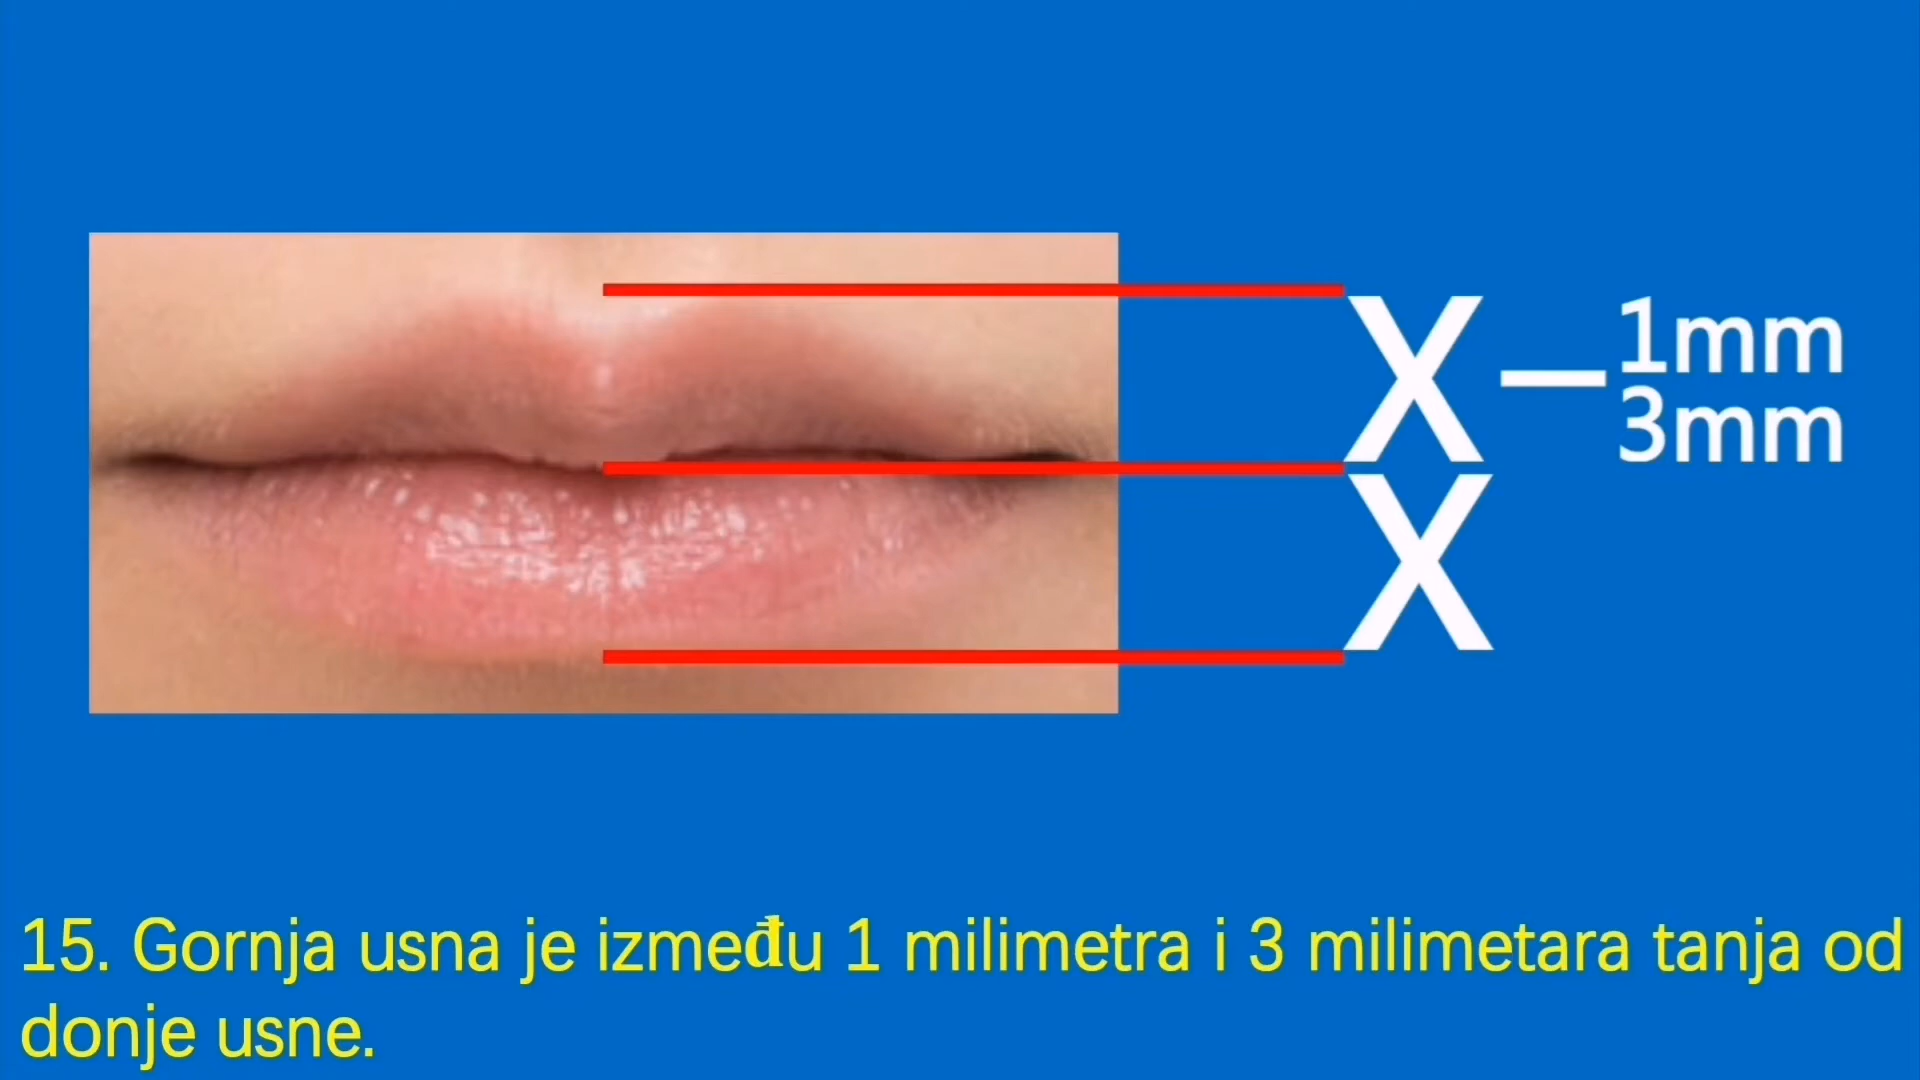 X
—
1mm
3mm
X
15. Gornja usna je između 1 milimetra i 3 milimetara tanja od
donje usne.